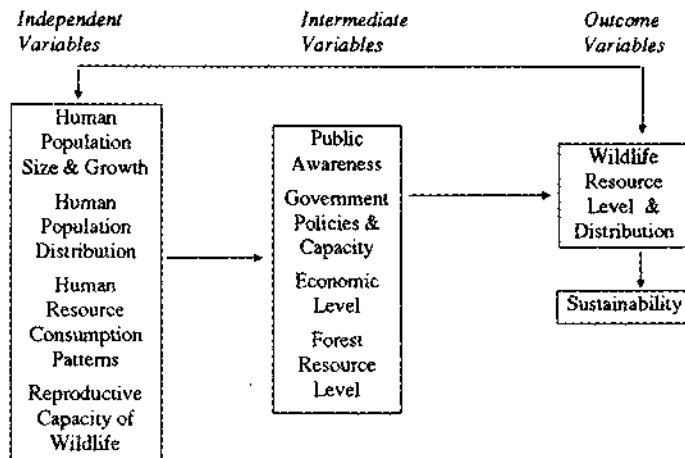 Independent
Variables
Intermediate
Variables
Outcome
Variables
Human
Population
Size & Growth
Human
Population
Distribution
Human
Resource
Consumption
Patterns
Reproductive
Capacity of
Wildlife
Public
Awareness
Government
Policies &
Capacity
Economic
Level
Forest
Resource
Level
Wildlife
Resource
Level &
Distribution
Sustainability